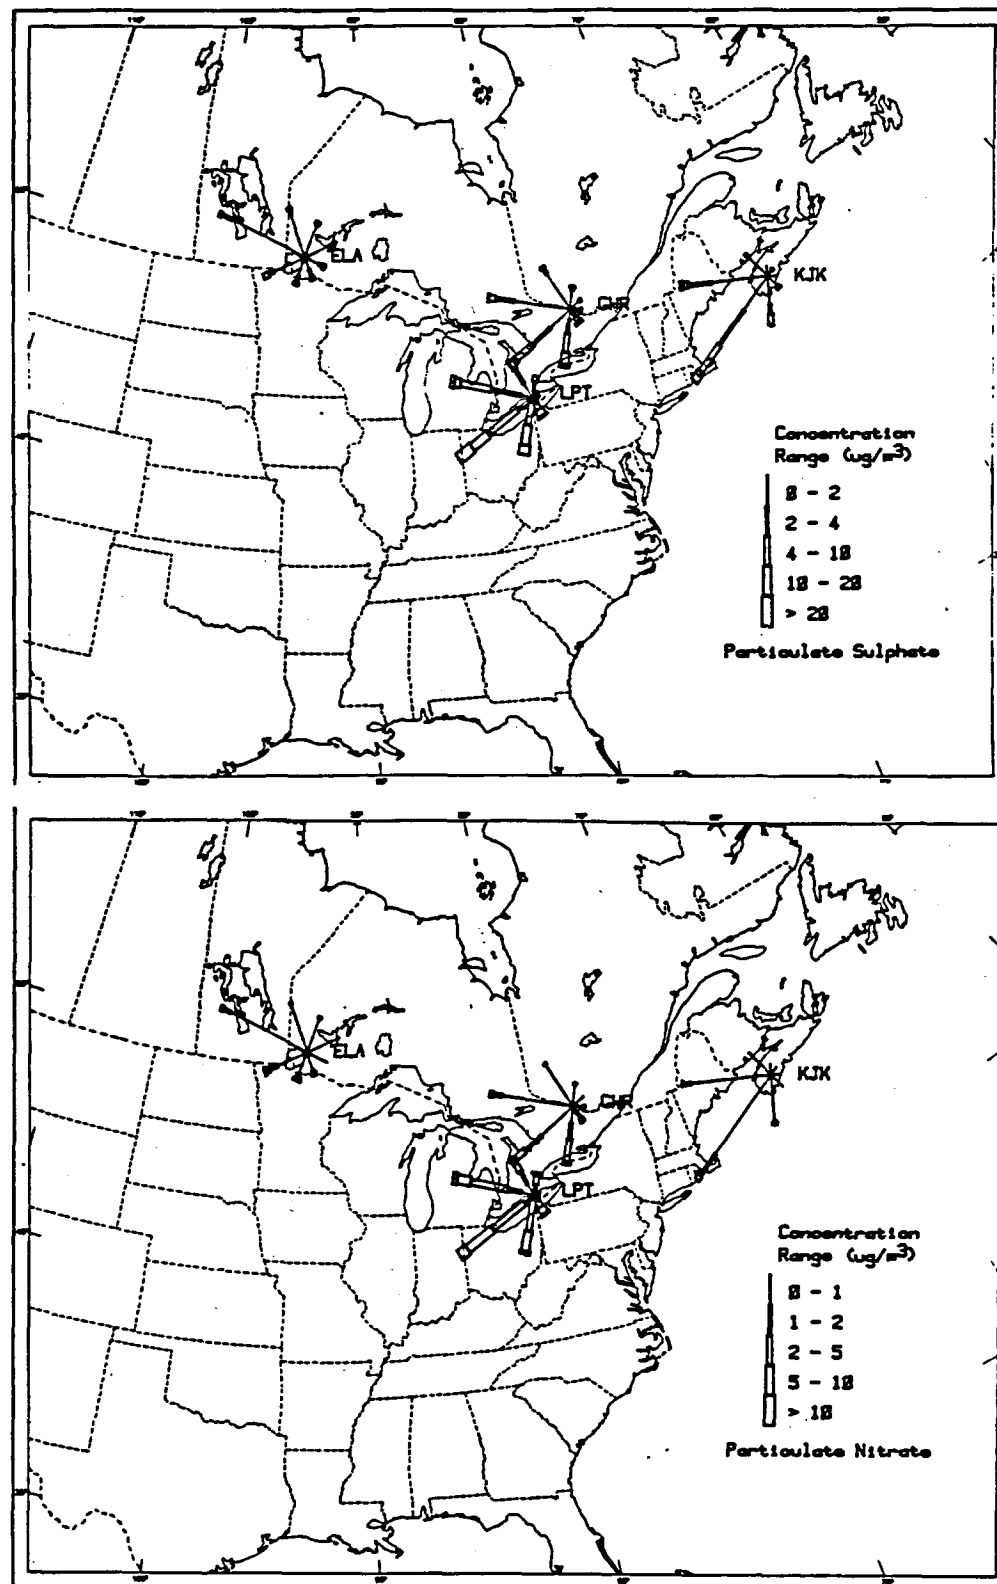 ELA
KJK
CHR
LPT
Concentration
Range (ug/m3)
0 - 2
2 - 4
4 - 10
10 - 20
> 20
Particulate Sulphate
ELA
KJK
CHR
LPT
Concentration
Range (ug/m3)
0 - 1
1 - 2
2 - 5
5 - 10
> 10
Particulate Nitrate